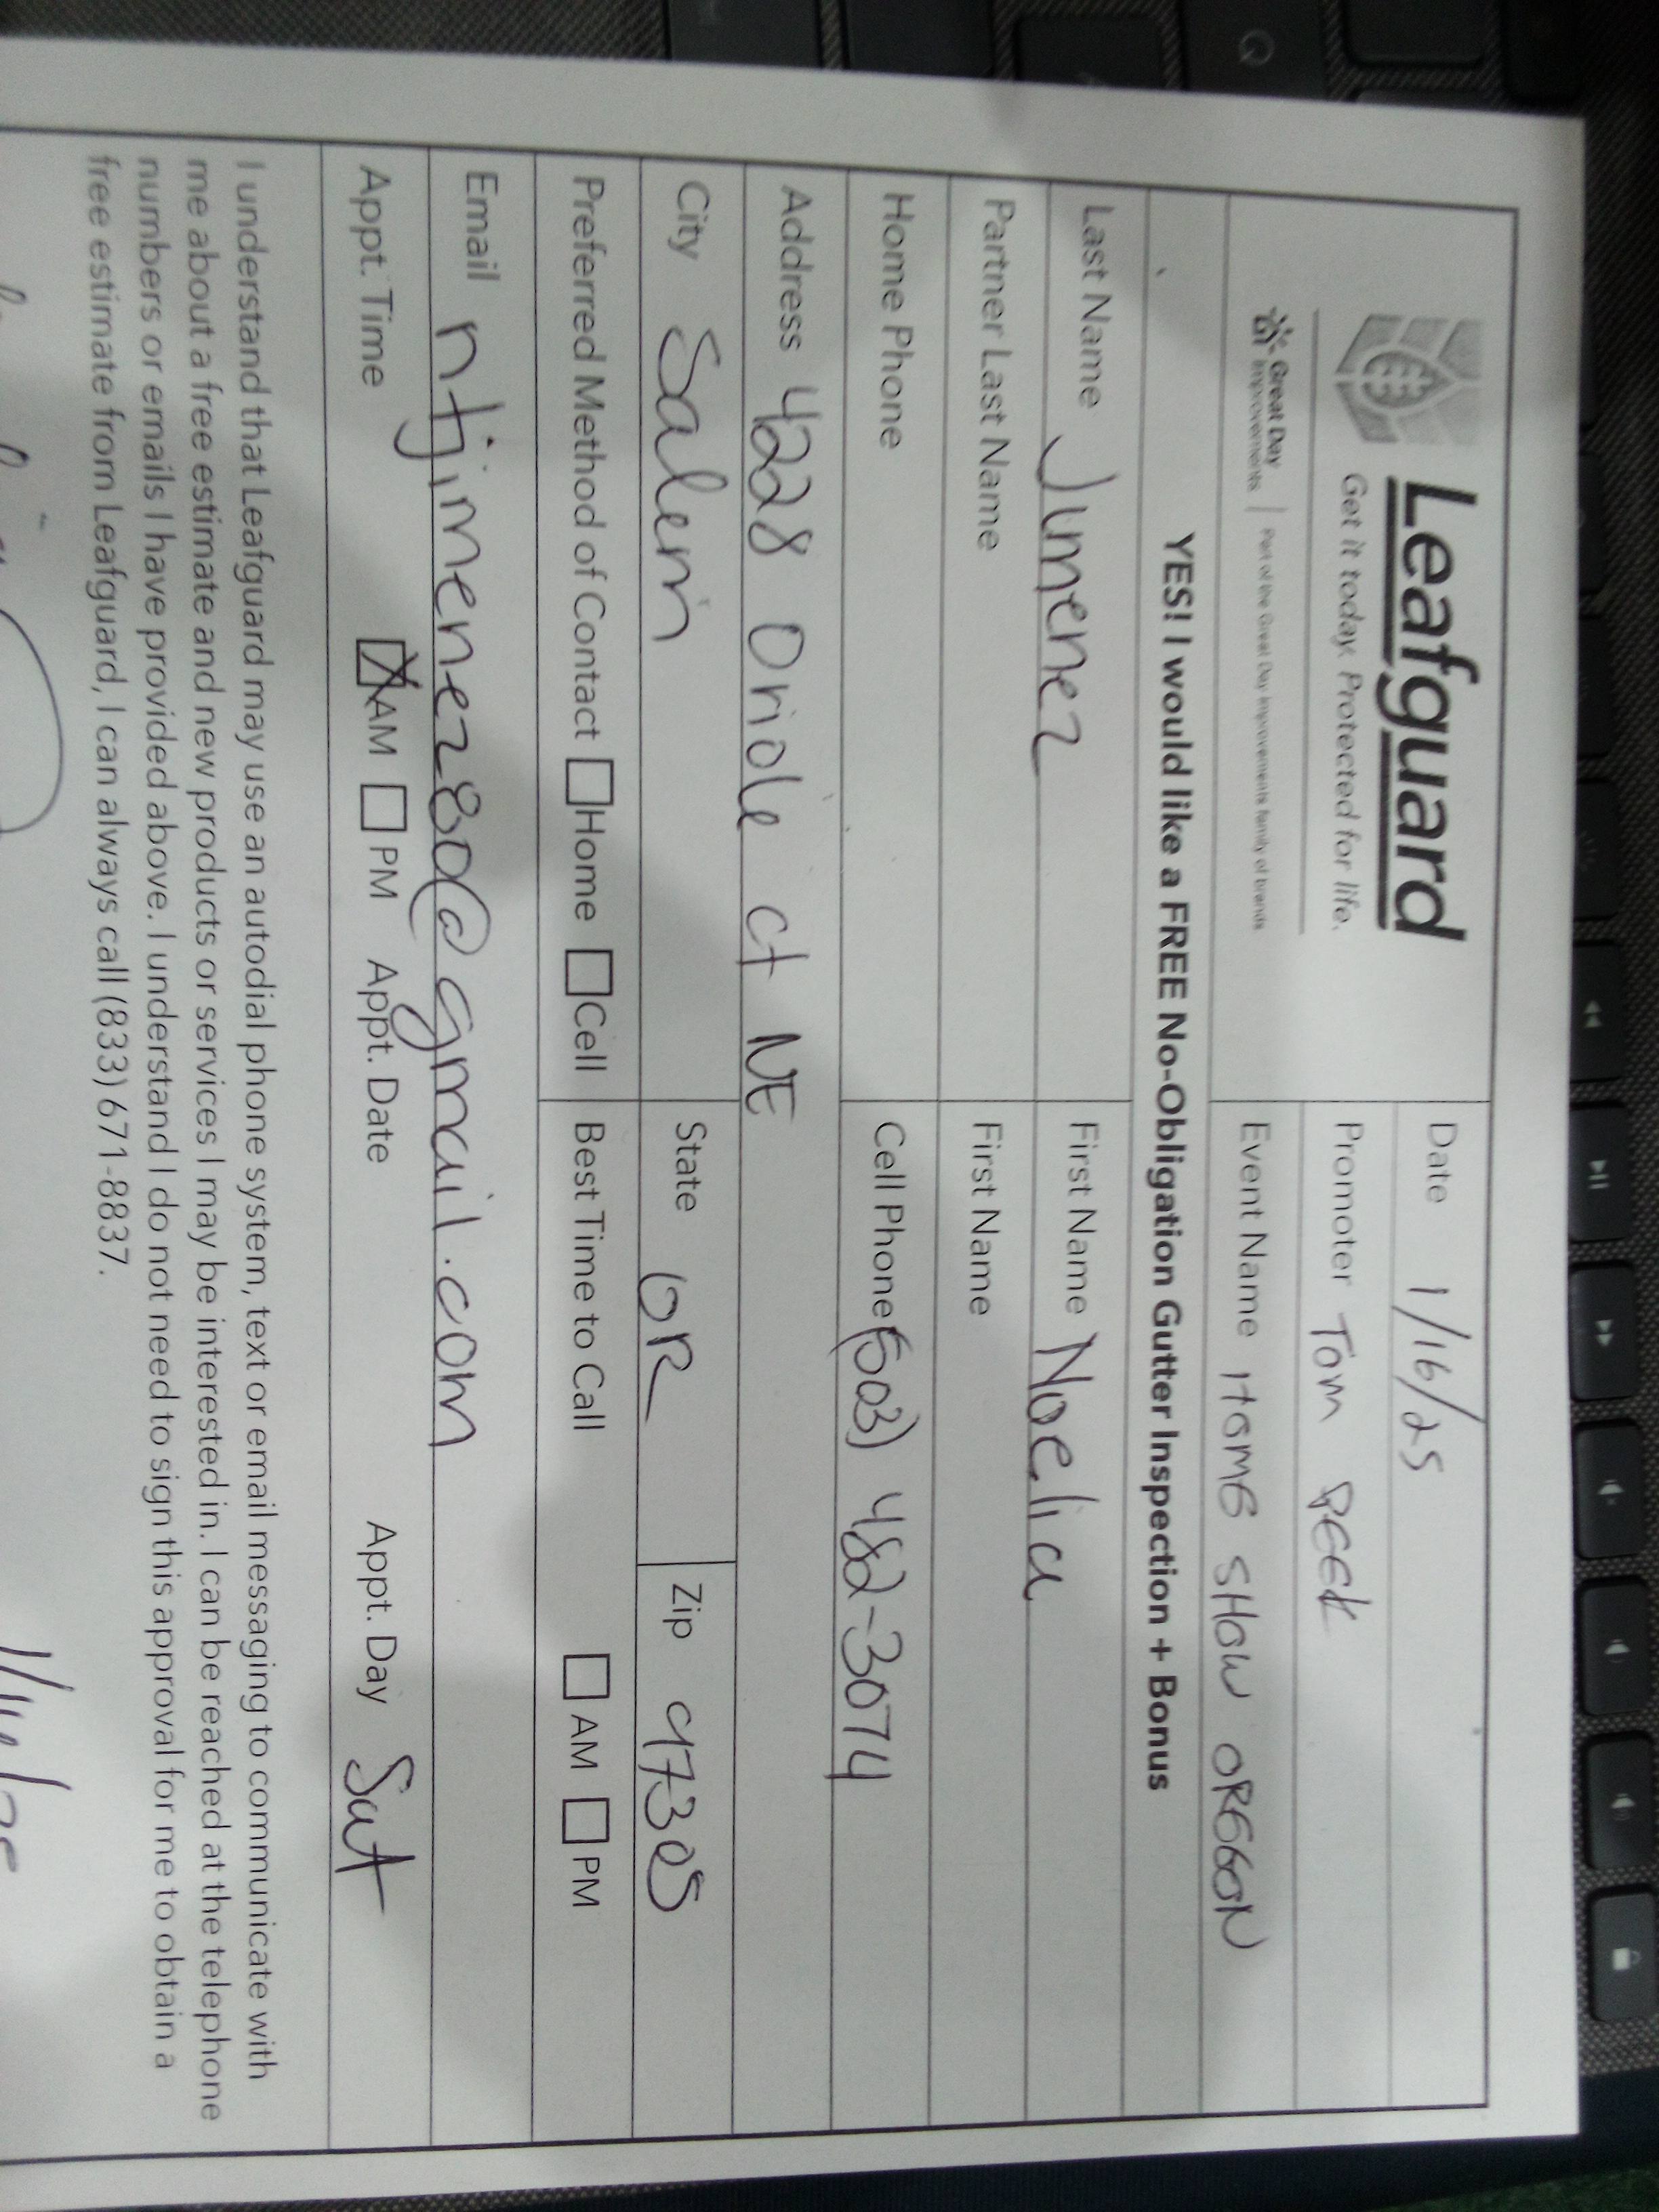 Leafguard
Get it today. Protected for life.
Great Day Improvements | Part of the Great Day Improvements family of brands
Date 1/16/25
Promoter Tom PEEK
Event Name HOME SHOW OREGON
YES! I would like a FREE No-Obligation Gutter Inspection + Bonus
Last Name Jimenez First Name Noelia
Partner Last Name First Name
Home Phone Cell Phone (503) 482-3074
Address 4228 Oriole ct NE
City Salem State OR Zip 97305
Preferred Method of Contact Home Cell Best Time to Call AM PM
Email ntjimenez80@gmail.com
Appt. Time X AM PM Appt. Date Appt. Day Sat
I understand that Leafguard may use an autodial phone system, text or email messaging to communicate with
me about a free estimate and new products or services I may be interested in. I can be reached at the telephone
numbers or emails I have provided above. I understand I do not need to sign this approval for me to obtain a
free estimate from Leafguard, I can always call (833) 671-8837.
Q